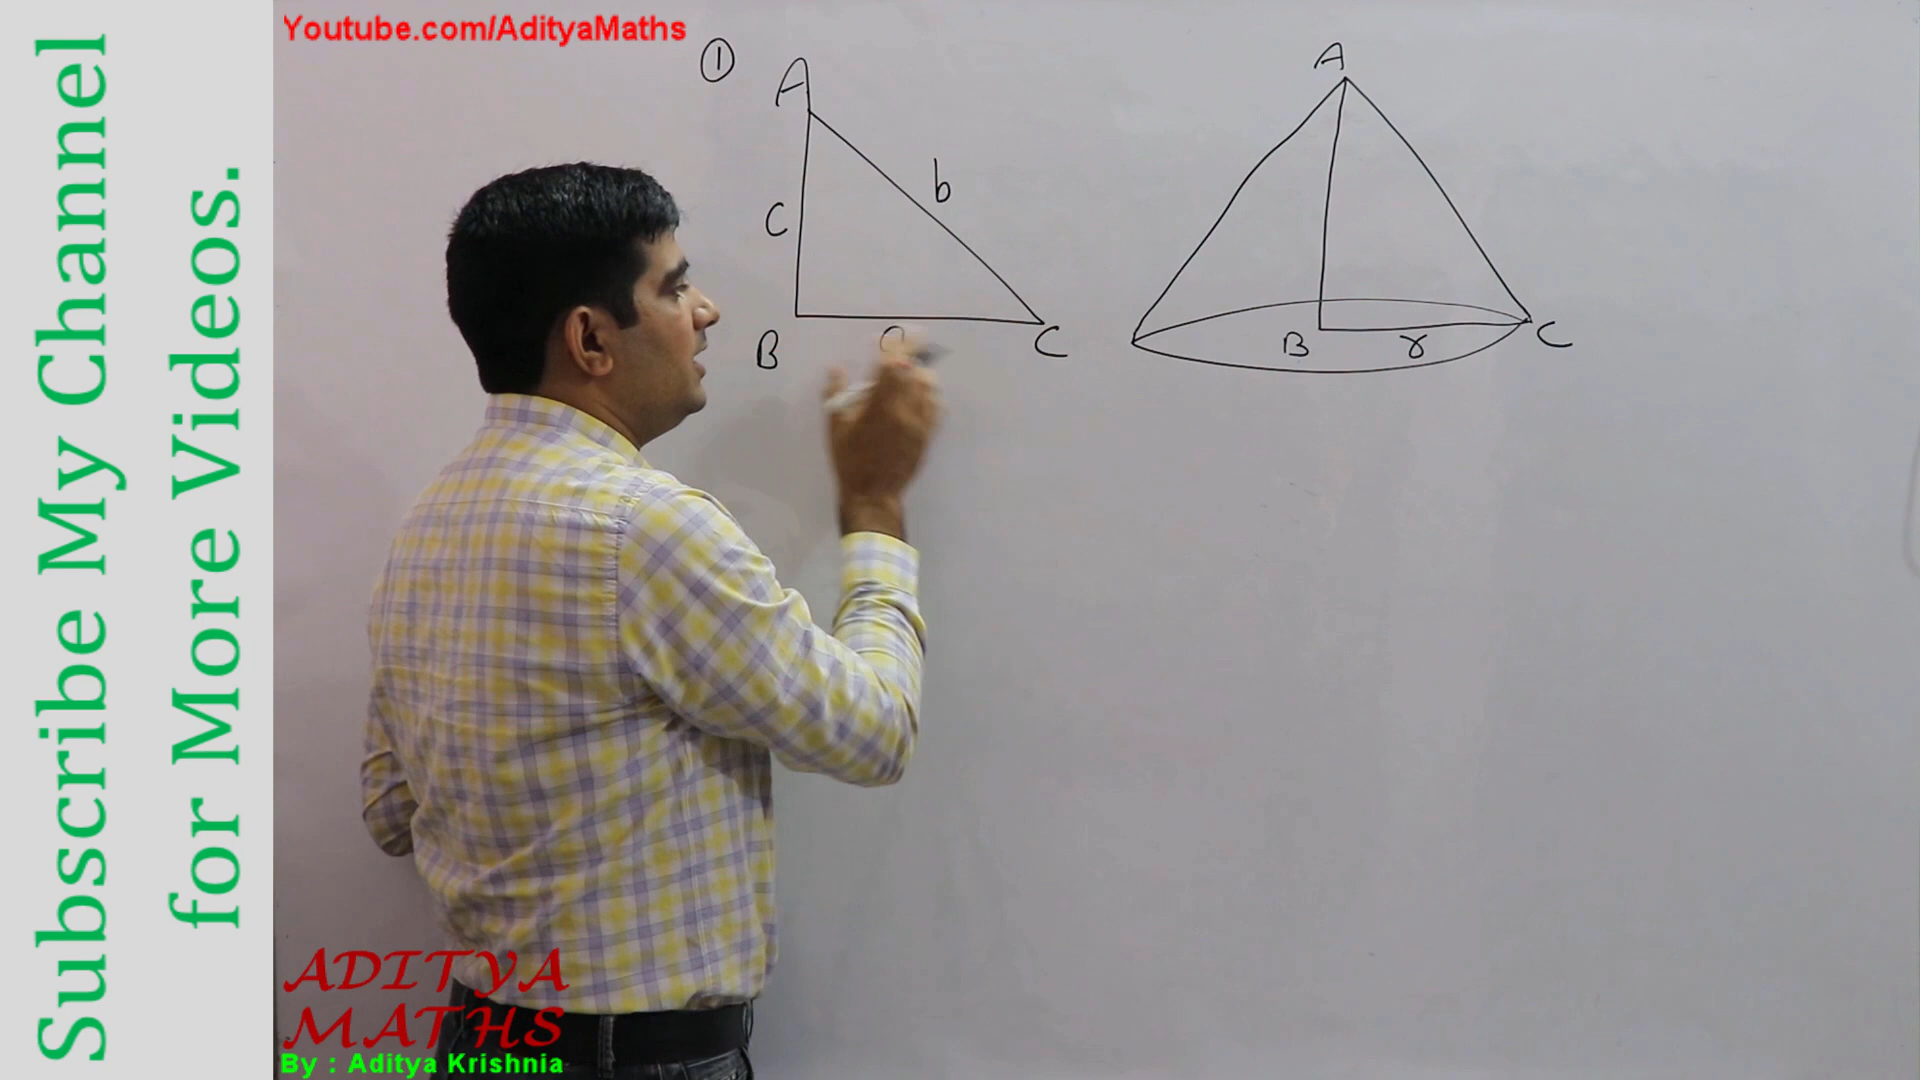 Subscribe My Channel
for More Videos.
Youtube.com/AdityaMaths
①
A
b
C
B
C
A
B
r
C
ADITYA
MATHS
By : Aditya Krishnia